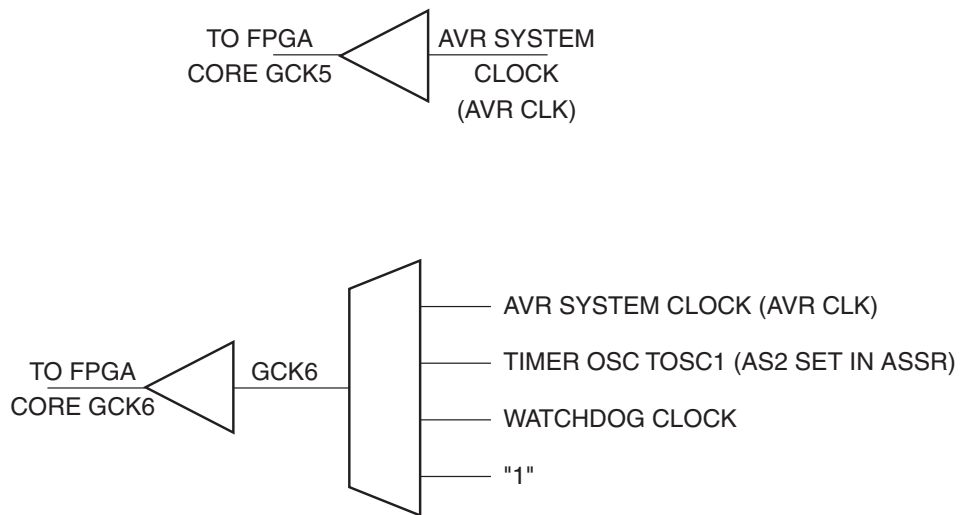 TO FPGA
CORE GCK5
AVR SYSTEM
CLOCK
(AVR CLK)
AVR SYSTEM CLOCK (AVR CLK)
TIMER OSC TOSC1 (AS2 SET IN ASSR)
TO FPGA
CORE GCK6
GCK6
WATCHDOG CLOCK
"1"